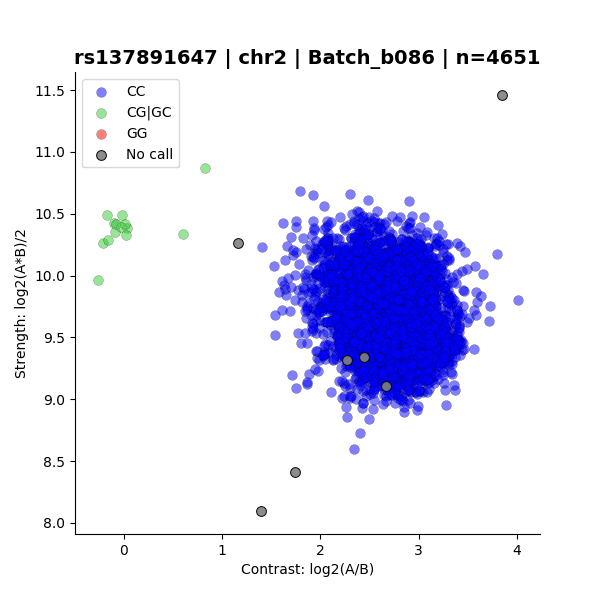 rs137891647 | chr2 | Batch_b086 | n=4651
CC
CG|GC
GG
No call
11.5
11.0
10.5
10.0
9.5
9.0
8.5
8.0
Strength: log2(A*B)/2
0
1
2
3
4
Contrast: log2(A/B)